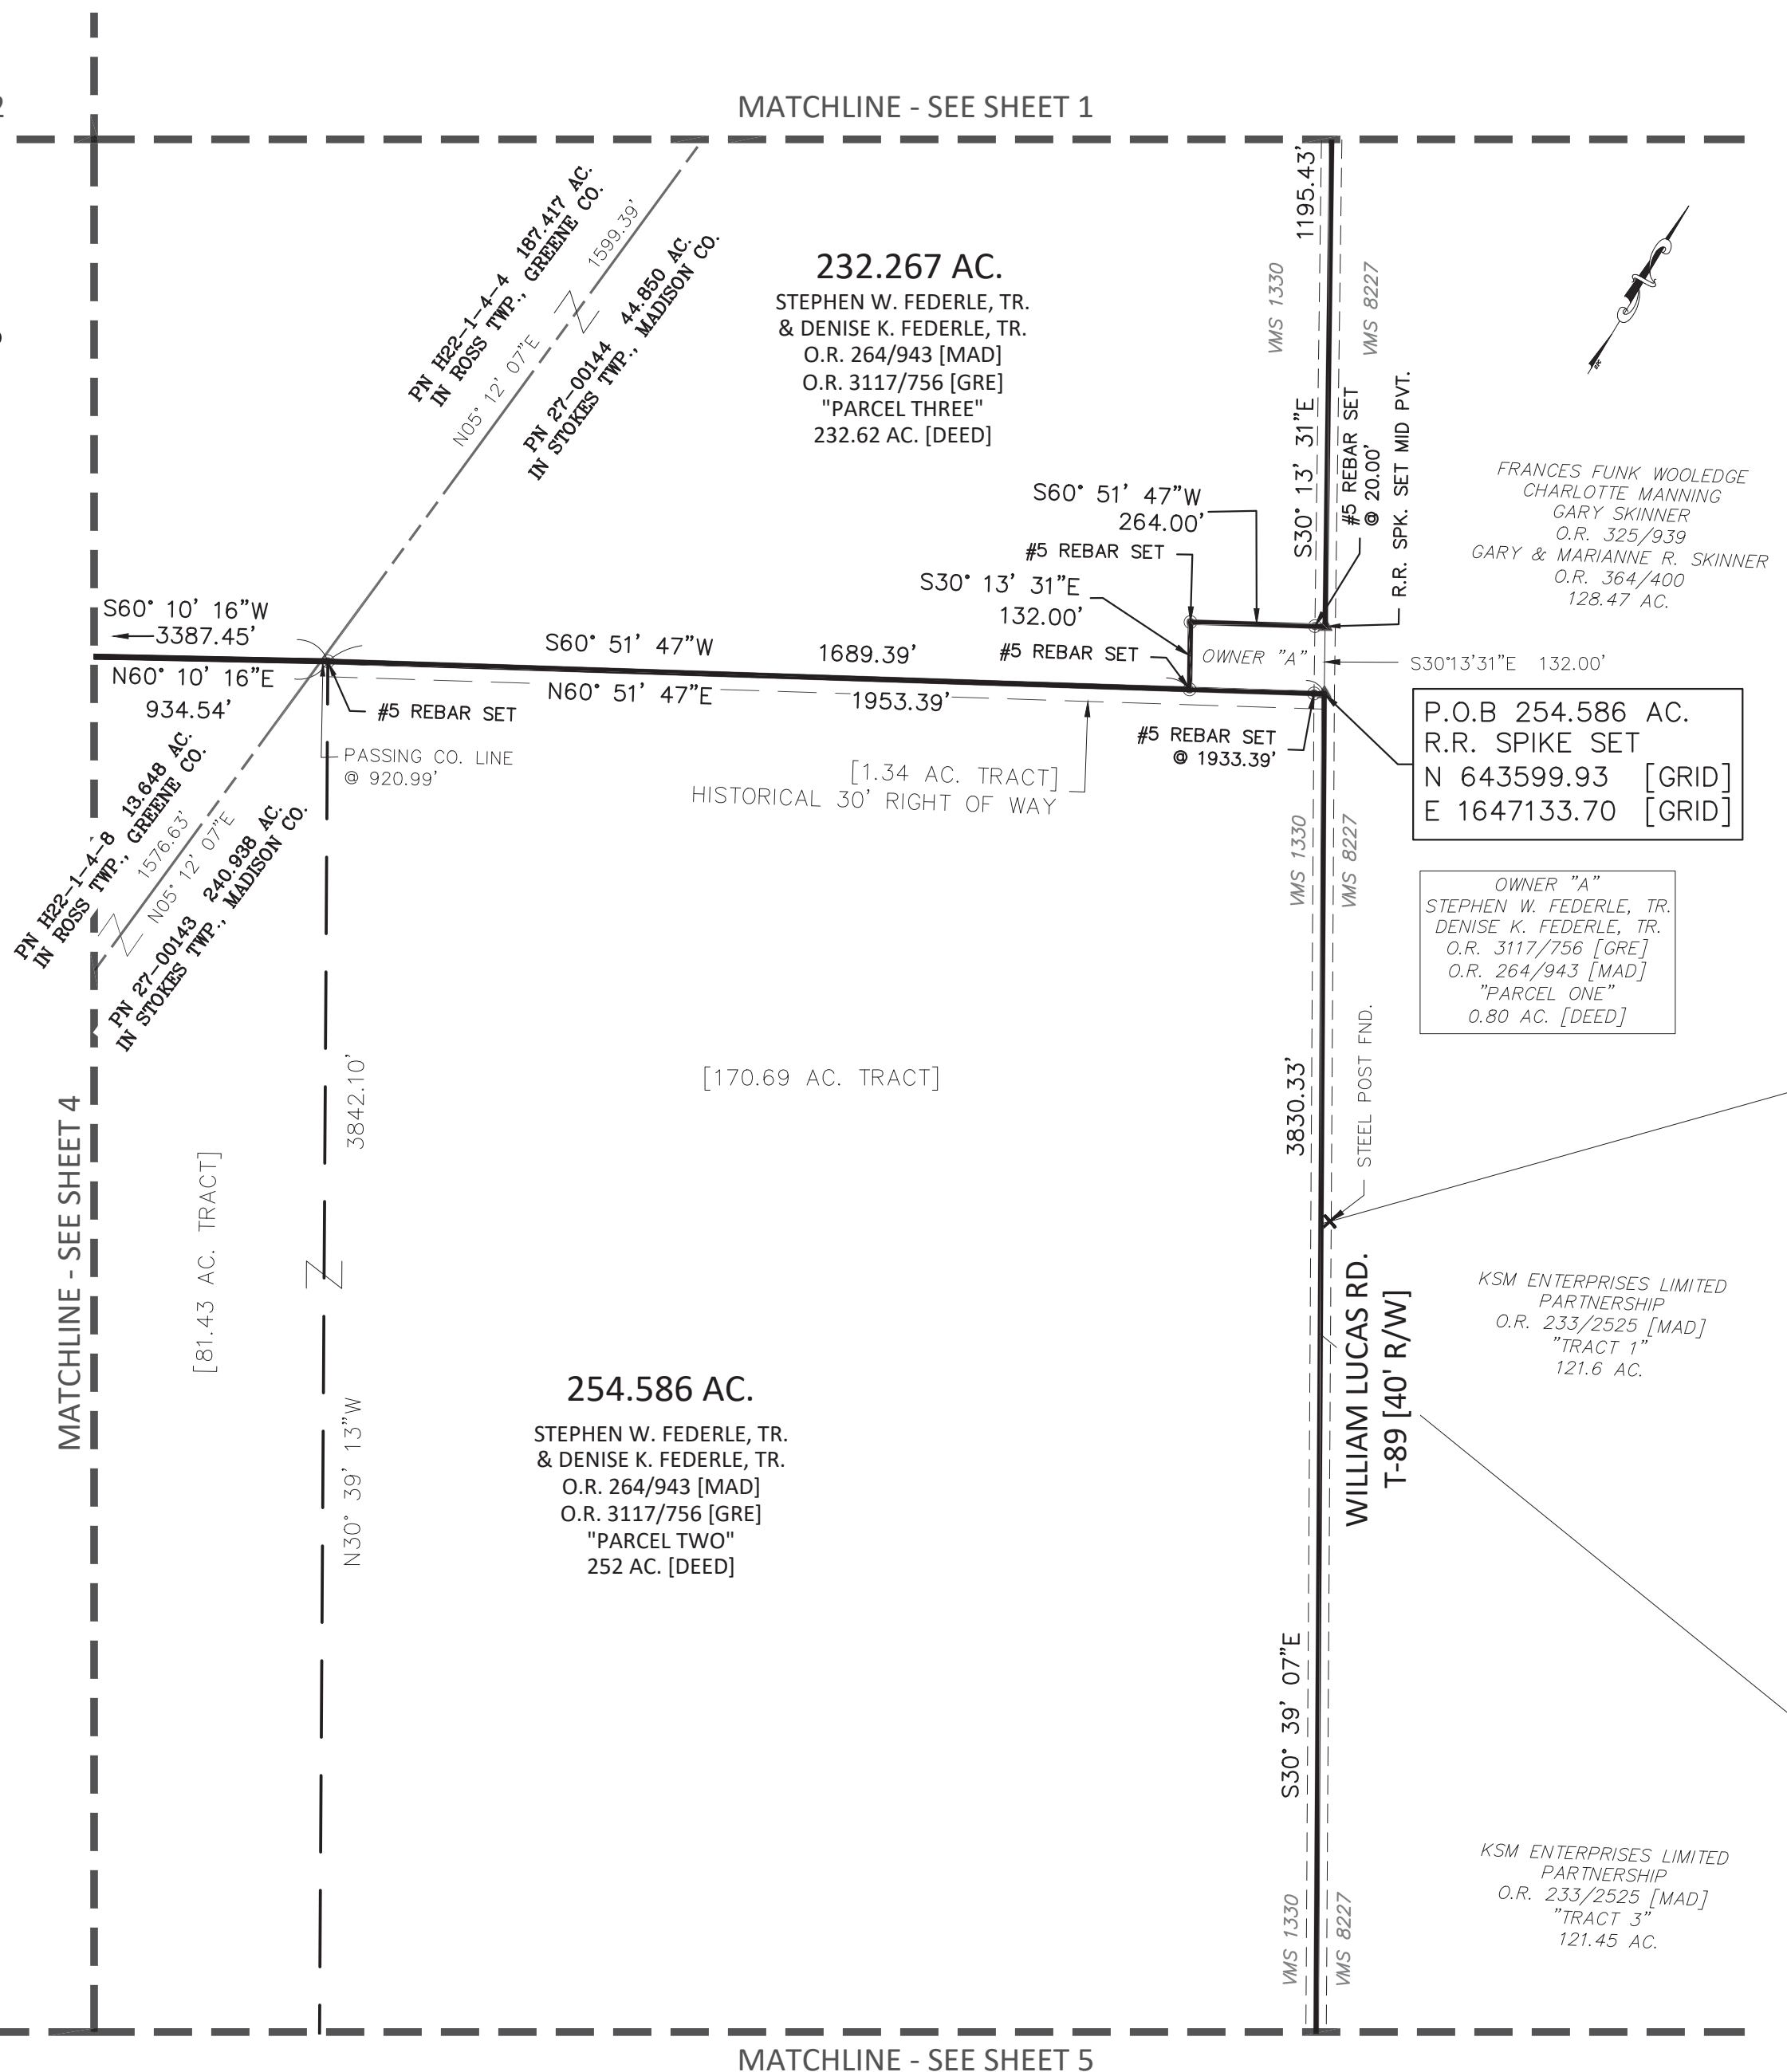 MATCHLINE - SEE SHEET 1
2
PN H22-1-4-4 187.417 AC.
IN ROSS TWP., GREENE CO.
1599.39'
N05° 12' 07"E
PN 27-00144 44.850 AC.
IN STOKES TWP., MADISON CO.
232.267 AC.
STEPHEN W. FEDERLE, TR.
& DENISE K. FEDERLE, TR.
O.R. 264/943 [MAD]
O.R. 3117/756 [GRE]
"PARCEL THREE"
232.62 AC. [DEED]
1195.43'
S30° 13' 31"E
VMS 1330
VMS 8227
#5 REBAR SET
@ 20.00'
R.R. SPK. SET MID PVT.
FRANCES FUNK WOOLEDGE
CHARLOTTE MANNING
GARY SKINNER
O.R. 325/939
GARY & MARIANNE R. SKINNER
O.R. 364/400
128.47 AC.
S60° 51' 47"W
264.00'
#5 REBAR SET
S30° 13' 31"E
132.00'
#5 REBAR SET
OWNER "A"
S30°13'31"E 132.00'
S60° 10' 16"W
3387.45'
N60° 10' 16"E
934.54'
S60° 51' 47"W
1689.39'
N60° 51' 47"E
1953.39'
#5 REBAR SET
PASSING CO. LINE
@ 920.99'
#5 REBAR SET
@ 1933.39'
[1.34 AC. TRACT]
HISTORICAL 30' RIGHT OF WAY
P.O.B 254.586 AC.
R.R. SPIKE SET
N 643599.93 [GRID]
E 1647133.70 [GRID]
PN H22-1-4-8 13.648 AC.
IN ROSS TWP., GREENE CO.
1576.63'
N05° 12' 07"E
PN 27-00143 240.938 AC.
IN STOKES TWP., MADISON CO.
VMS 1330
VMS 8227
OWNER "A"
STEPHEN W. FEDERLE, TR.
DENISE K. FEDERLE, TR.
O.R. 3117/756 [GRE]
O.R. 264/943 [MAD]
"PARCEL ONE"
0.80 AC. [DEED]
MATCHLINE - SEE SHEET 4
[81.43 AC. TRACT]
3842.10'
N30° 39' 13"W
[170.69 AC. TRACT]
3830.33'
S30° 39' 07"E
STEEL POST FND.
WILLIAM LUCAS RD.
T-89 [40' R/W]
KSM ENTERPRISES LIMITED
PARTNERSHIP
O.R. 233/2525 [MAD]
"TRACT 1"
121.6 AC.
254.586 AC.
STEPHEN W. FEDERLE, TR.
& DENISE K. FEDERLE, TR.
O.R. 264/943 [MAD]
O.R. 3117/756 [GRE]
"PARCEL TWO"
252 AC. [DEED]
KSM ENTERPRISES LIMITED
PARTNERSHIP
O.R. 233/2525 [MAD]
"TRACT 3"
121.45 AC.
VMS 1330
VMS 8227
MATCHLINE - SEE SHEET 5